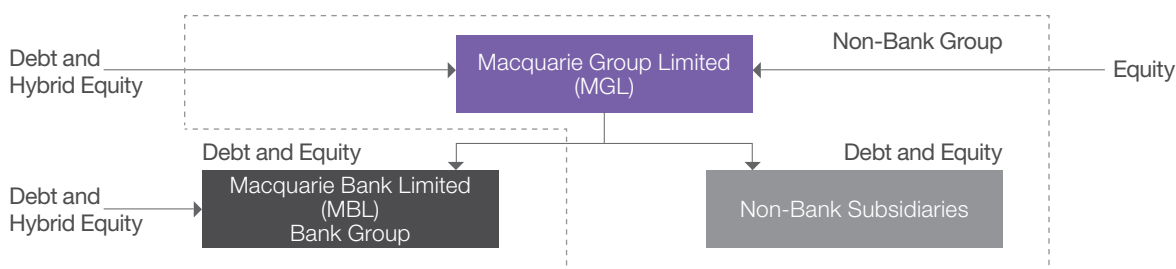 Non-Bank Group
Debt and
Hybrid Equity
Macquarie Group Limited
(MGL)
Equity
Debt and Equity
Debt and Equity
Debt and
Hybrid Equity
Macquarie Bank Limited
(MBL)
Bank Group
Non-Bank Subsidiaries